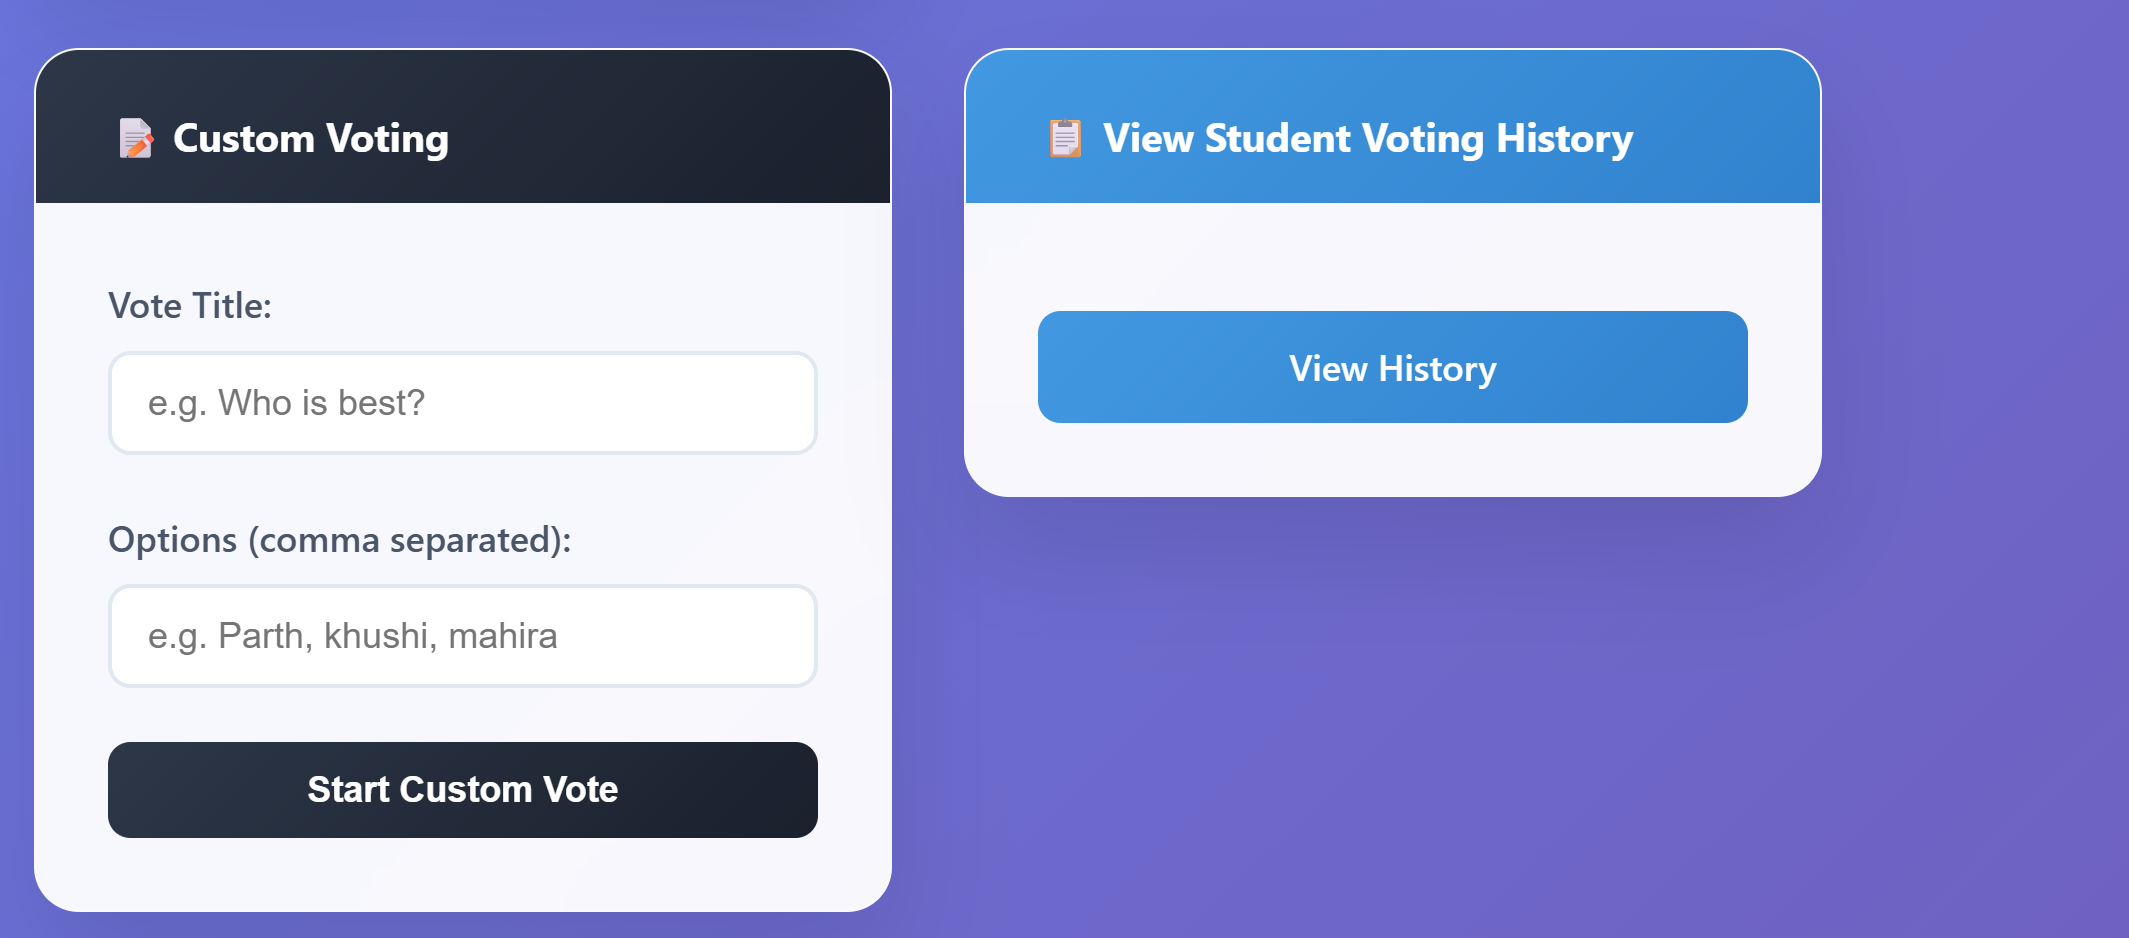 Custom Voting
Vote Title:
e.g. Who is best?
Options (comma separated):
e.g. Parth, khushi, mahira
Start Custom Vote
View Student Voting History
View History